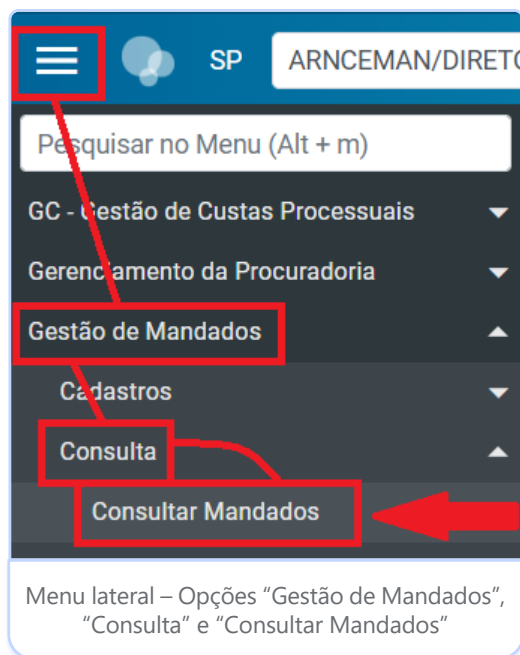 SP ARNCEMAN/DIRETO
Pesquisar no Menu (Alt + m)
GC - Gestão de Custas Processuais
Gerenciamento da Procuradoria
Gestão de Mandados
Cadastros
Consulta
Consultar Mandados
Menu lateral – Opções “Gestão de Mandados”,
“Consulta” e “Consultar Mandados”